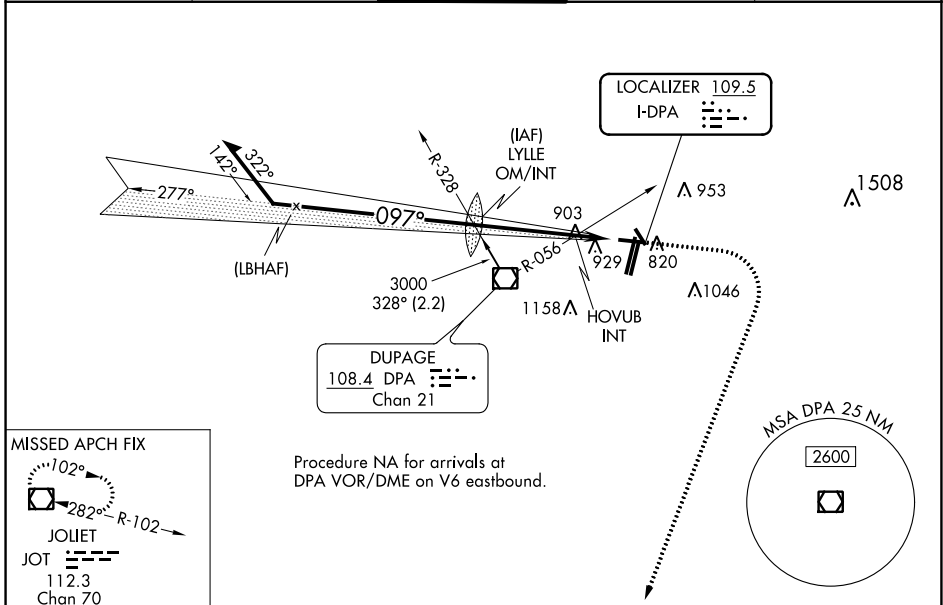 LOCALIZER 109.5
I-DPA
(IAF)
LYLLE
OM/INT
R-328
322°
142°
277°
097°
(LBHAF)
903
953
1508
R-056
929
820
1046
3000
328° (2.2)
1158
HOVUB
INT
DUPAGE
108.4 DPA
Chan 21
Procedure NA for arrivals at
DPA VOR/DME on V6 eastbound.
MSA DPA 25 NM
2600
MISSED APCH FIX
102°
282°
R-102
JOLIET
JOT
112.3
Chan 70